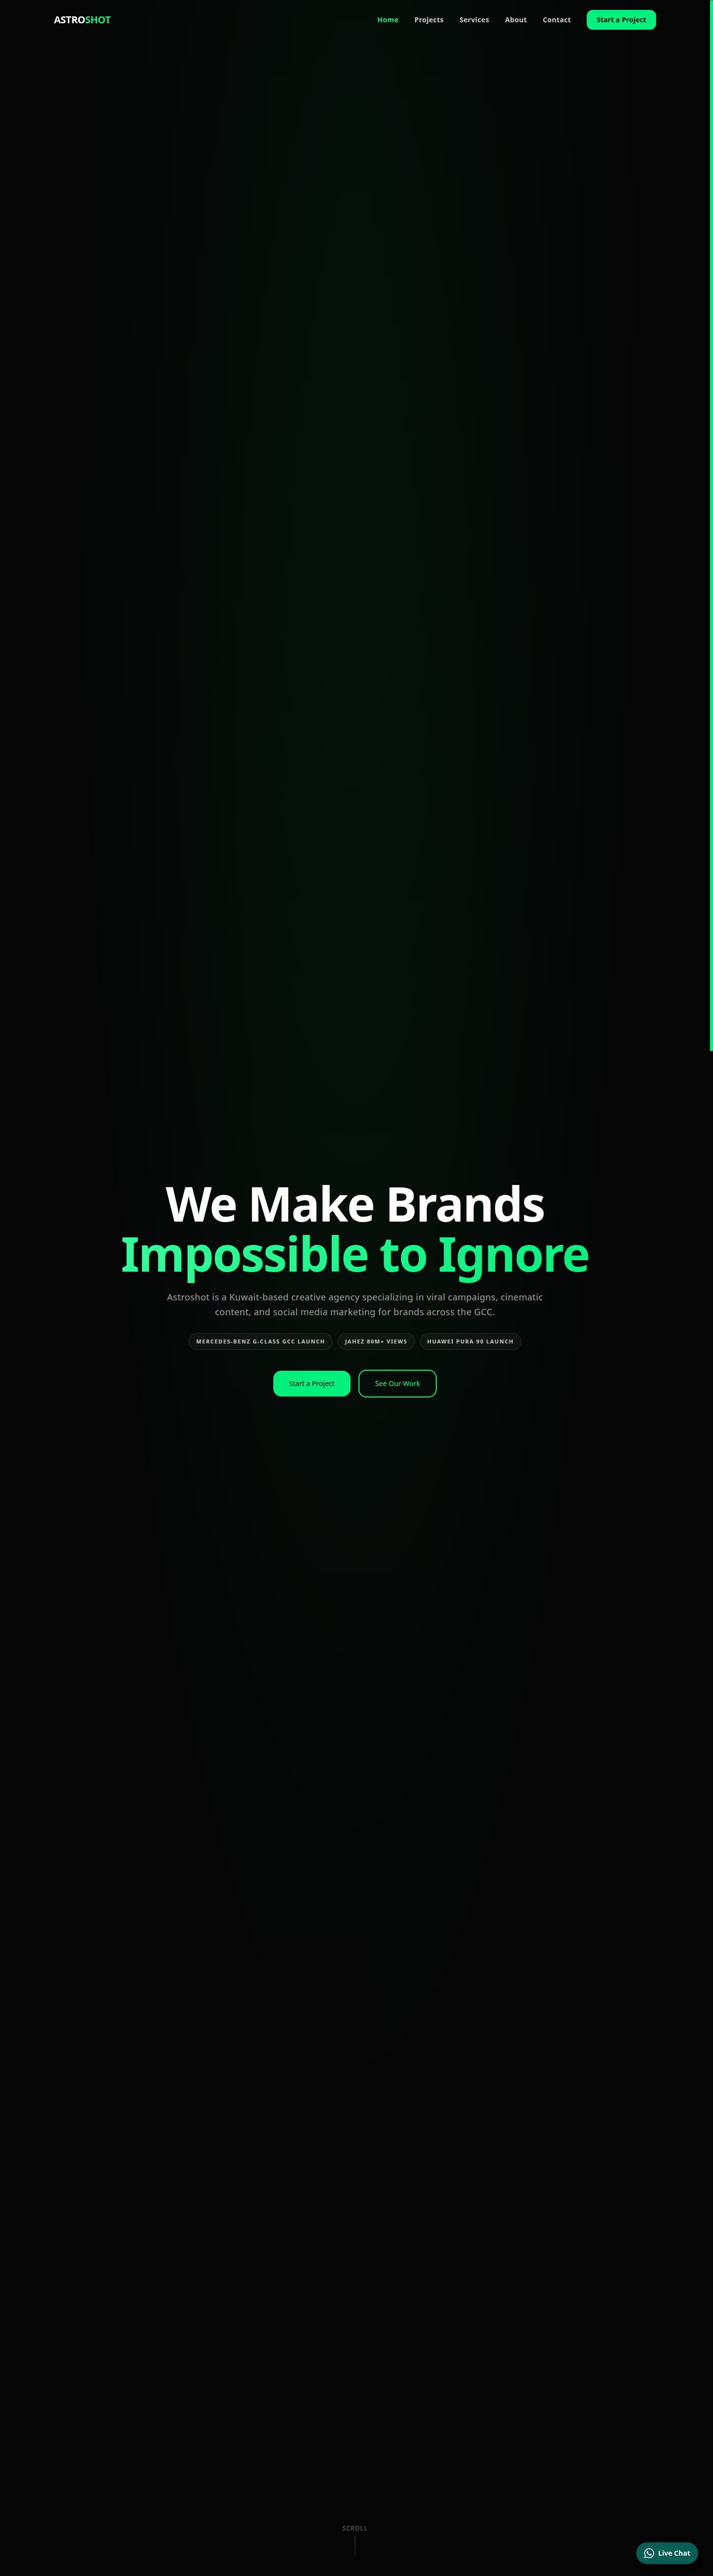 ASTROSHOT
Home Projects Services About Contact Start a Project
We Make Brands
Impossible to Ignore
Astroshot is a Kuwait-based creative agency specializing in viral campaigns, cinematic
content, and social media marketing for brands across the GCC.
MERCEDES-BENZ G-CLASS GCC LAUNCH JAHEZ 80M+ VIEWS HUAWEI PURA 90 LAUNCH
Start a Project See Our Work
SCROLL
Live Chat